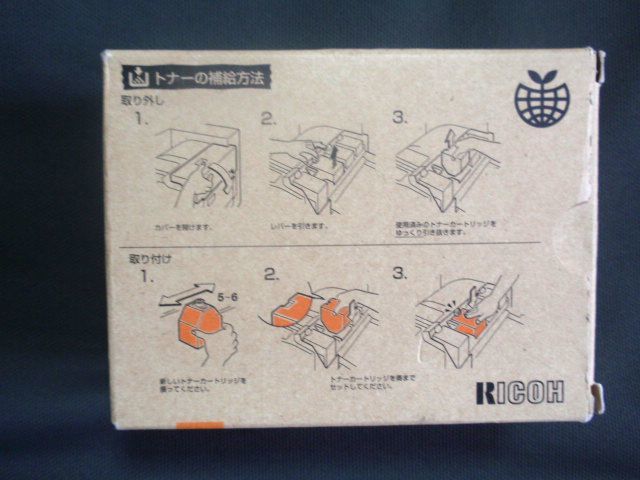 トナーの補給方法
取り外し
1.
2.
3.
カバーを開けます。
レバーを引きます。
使用済みのトナーカートリッジを
ゆっくり引き抜きます。
取り付け
1.
2.
3.
5-6
新しいトナーカートリッジを
振ってください。
トナーカートリッジを奥まで
セットしてください。
RICOH